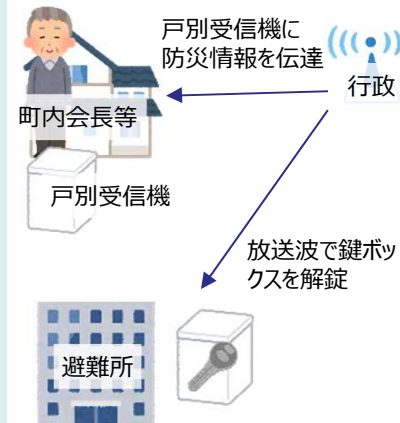 戸別受信機に
防災情報を伝達
行政
町内会長等
戸別受信機
放送波で鍵ボッ
クスを解錠
避難所